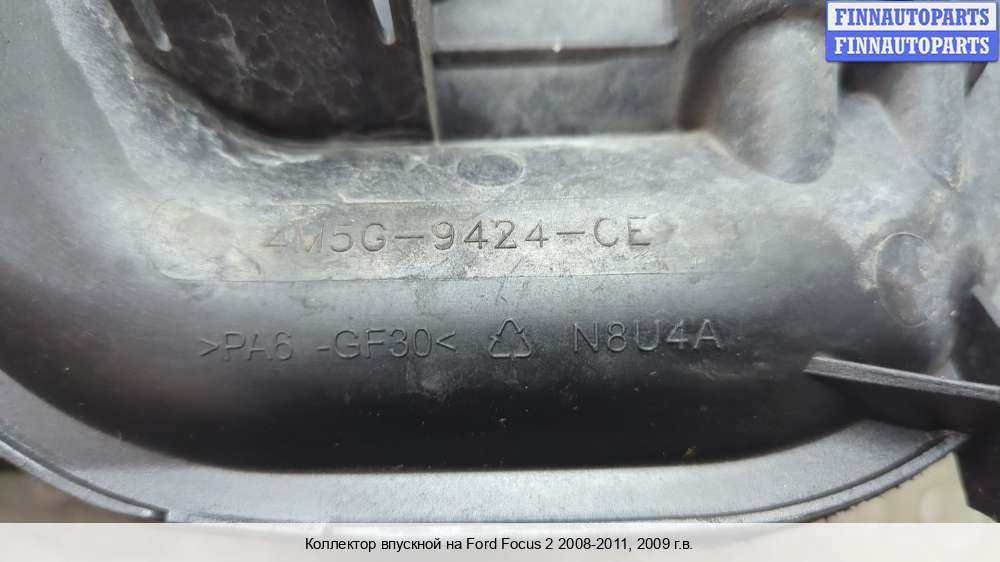 FINNAUTOPARTS
FINNAUTOPARTS
4M5G-9424-CE
>PA6 -GF30< N8U4A
Коллектор впускной на Ford Focus 2 2008-2011, 2009 г.в.